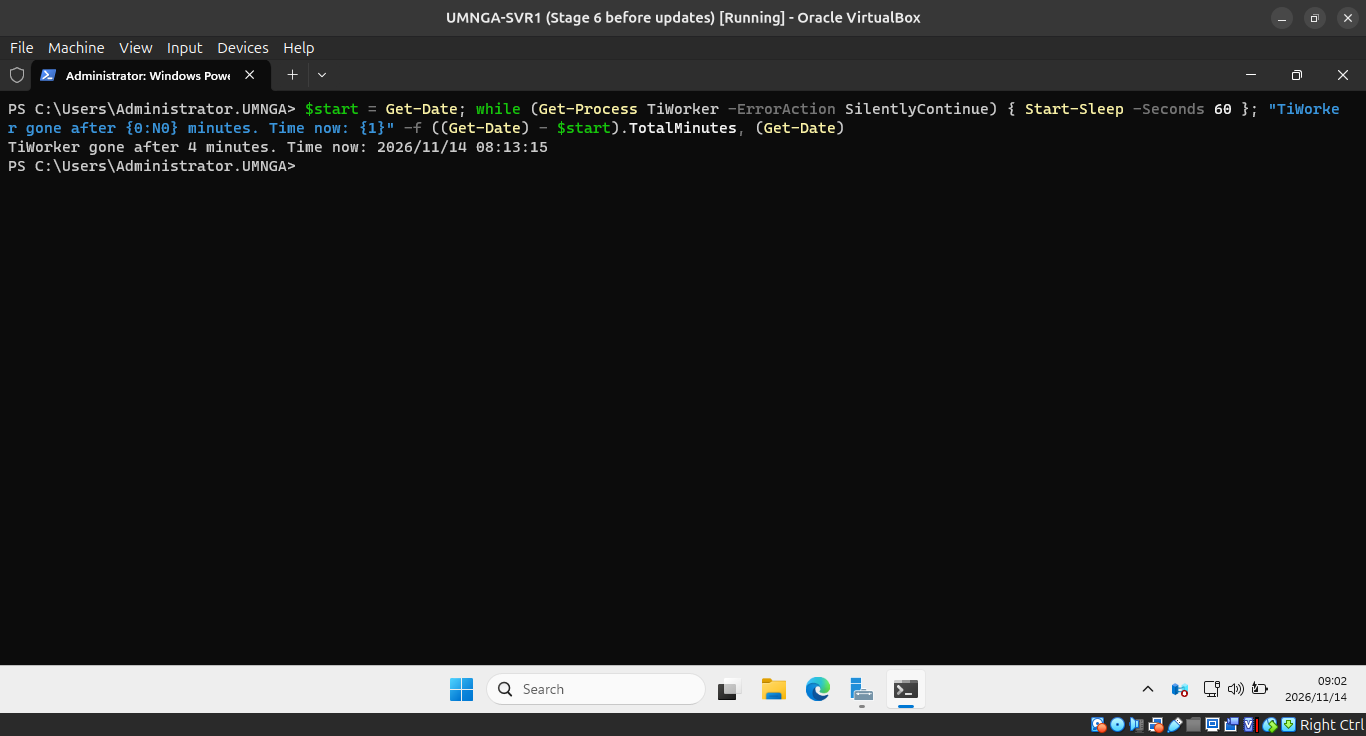 UMNGA-SVR1 (Stage 6 before updates) [Running] - Oracle VirtualBox
File Machine View Input Devices Help
Administrator: Windows Powe
PS C:\Users\Administrator.UMNGA> $start = Get-Date; while (Get-Process TiWorker -ErrorAction SilentlyContinue) { Start-Sleep -Seconds 60 }; "TiWorke
r gone after {0:N0} minutes. Time now: {1}" -f ((Get-Date) - $start).TotalMinutes, (Get-Date)
TiWorker gone after 4 minutes. Time now: 2026/11/14 08:13:15
PS C:\Users\Administrator.UMNGA>
Search
09:02
2026/11/14
Right Ctrl